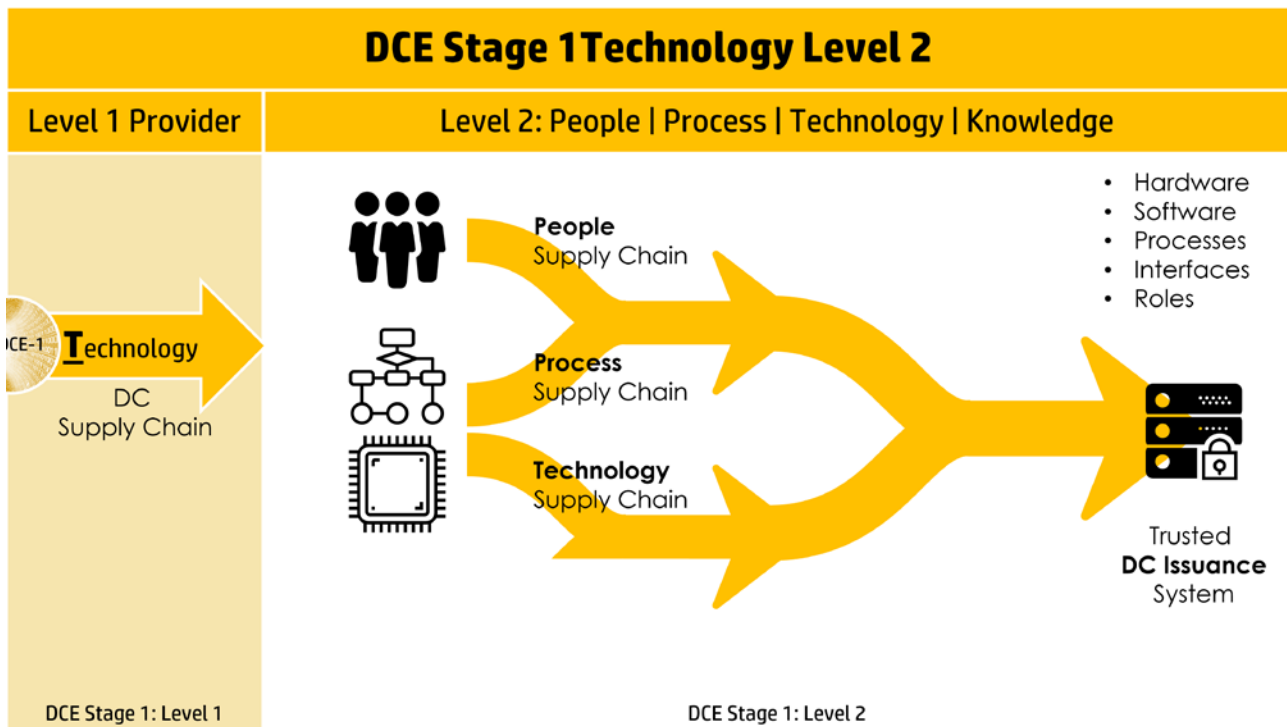 DCE Stage 1Technology Level 2
Level 1 Provider
Level 2: People | Process | Technology | Knowledge
• Hardware
• Software
• Processes
• Interfaces
• Roles
People
Supply Chain
Process
Supply Chain
Technology
Supply Chain
CE-1
Technology
DC
Supply Chain
Trusted
DC Issuance
System
DCE Stage 1: Level 1
DCE Stage 1: Level 2